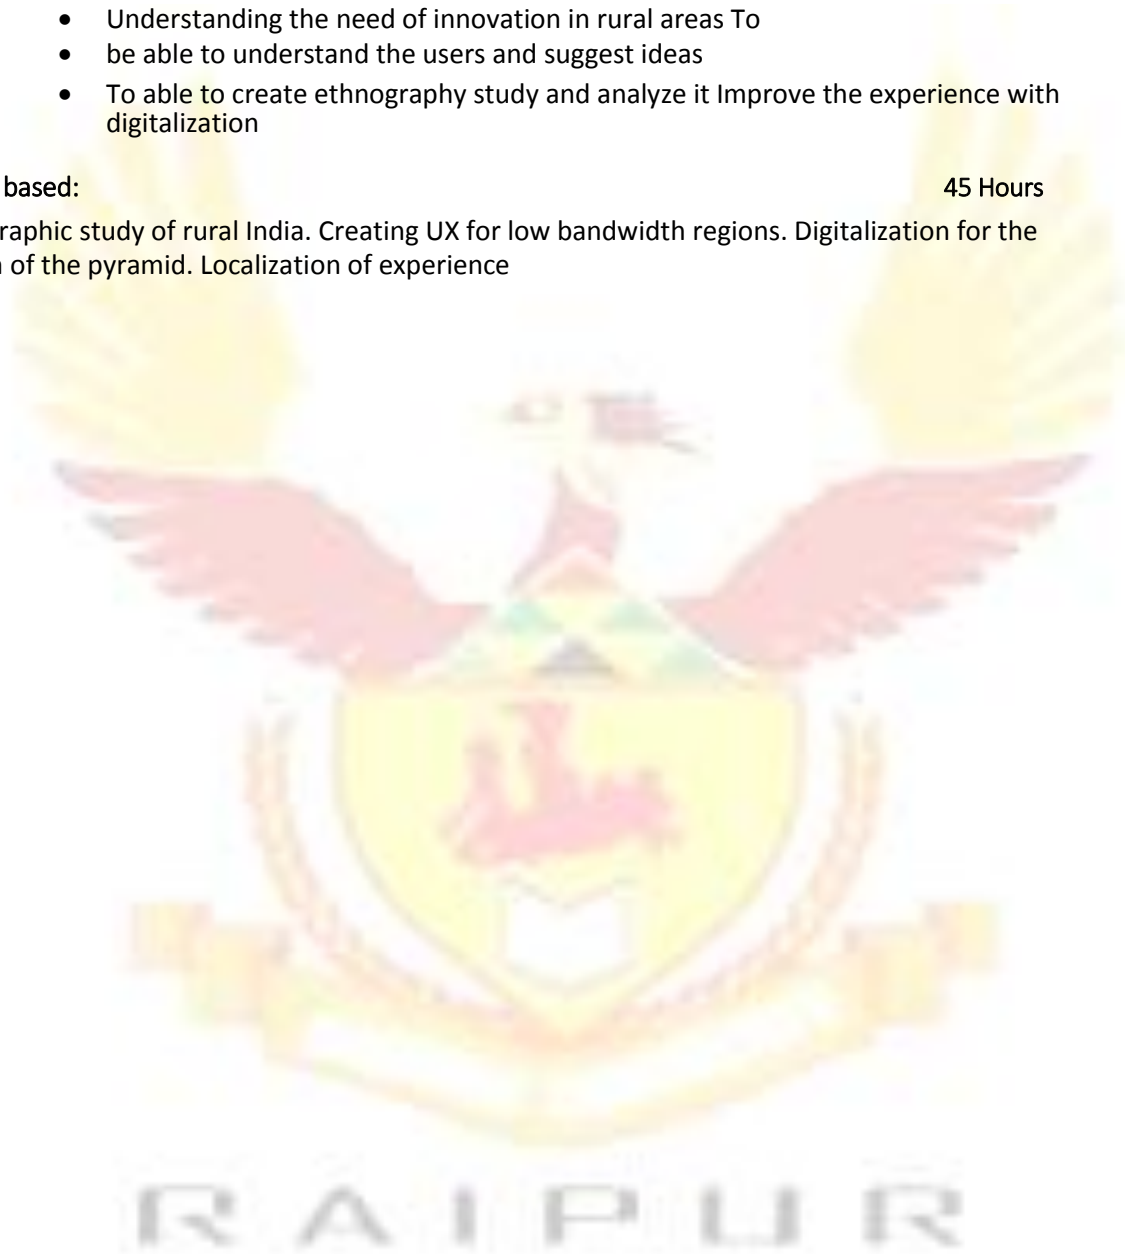 • Understanding the need of innovation in rural areas To
• be able to understand the users and suggest ideas
• To able to create ethnography study and analyze it Improve the experience with
digitalization
based: 45 Hours
raphic study of rural India. Creating UX for low bandwidth regions. Digitalization for the
of the pyramid. Localization of experience
RAIPUR